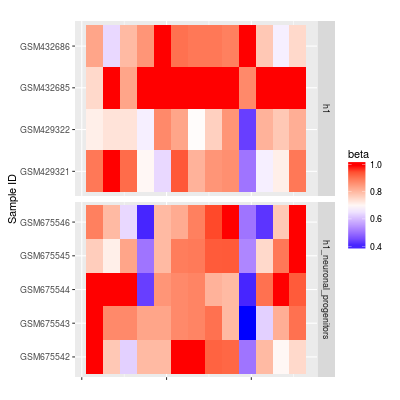 GSM432686
GSM432685
GSM429322
GSM429321
h1
GSM675546
GSM675545
GSM675544
GSM675543
GSM675542
h1_neuronal_progenitors
Sample ID
beta
1.0
0.8
0.6
0.4